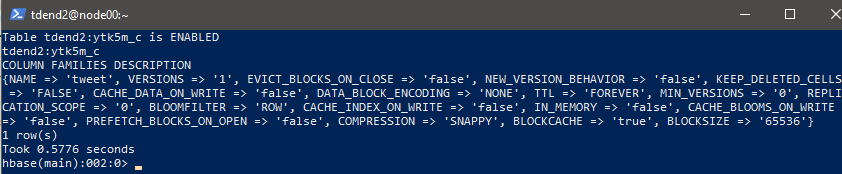 tdend2@node00:~
Table tdend2:ytk5m_c is ENABLED
tdend2:ytk5m_c
COLUMN FAMILIES DESCRIPTION
{NAME => 'tweet', VERSIONS => '1', EVICT_BLOCKS_ON_CLOSE => 'false', NEW_VERSION_BEHAVIOR => 'false', KEEP_DELETED_CELLS
=> 'FALSE', CACHE_DATA_ON_WRITE => 'false', DATA_BLOCK_ENCODING => 'NONE', TTL => 'FOREVER', MIN_VERSIONS => '0', REPLI
CATION_SCOPE => '0', BLOOMFILTER => 'ROW', CACHE_INDEX_ON_WRITE => 'false', IN_MEMORY => 'false', CACHE_BLOOMS_ON_WRITE
=> 'false', PREFETCH_BLOCKS_ON_OPEN => 'false', COMPRESSION => 'SNAPPY', BLOCKCACHE => 'true', BLOCKSIZE => '65536'}
1 row(s)
Took 0.5776 seconds
hbase(main):002:0>